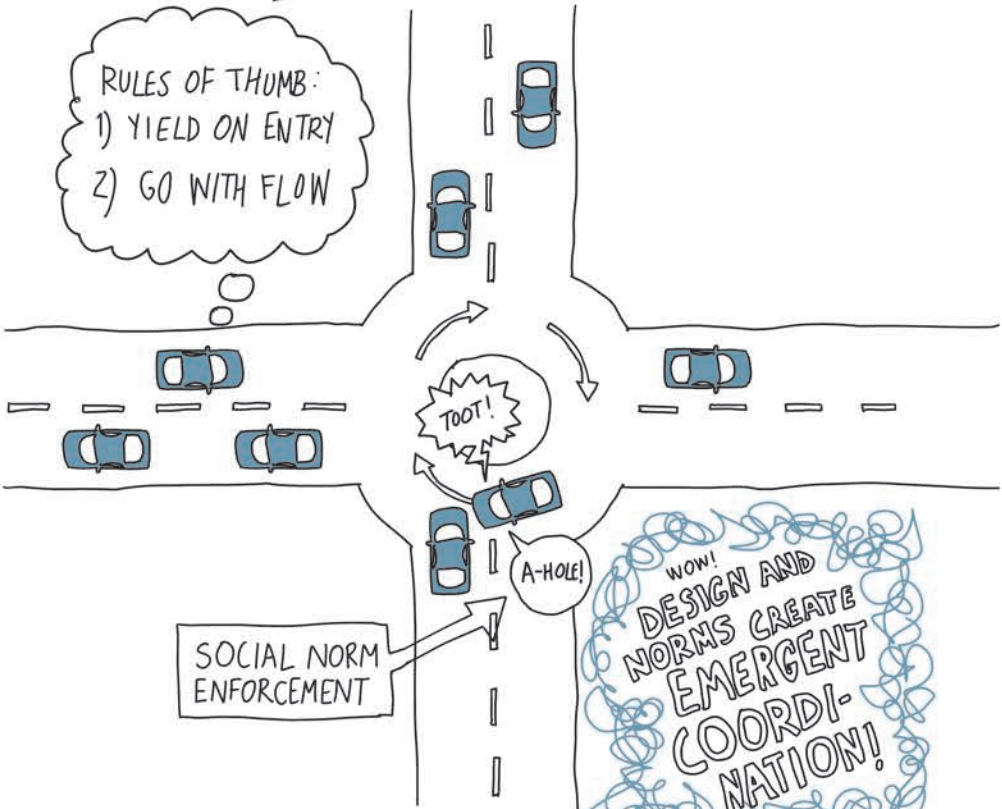 RULES OF THUMB:
1) YIELD ON ENTRY
2) GO WITH FLOW
TOOT!
A-HOLE!
SOCIAL NORM
ENFORCEMENT
WOW!
DESIGN AND
NORMS CREATE
EMERGENT
COORDI-
NATION!